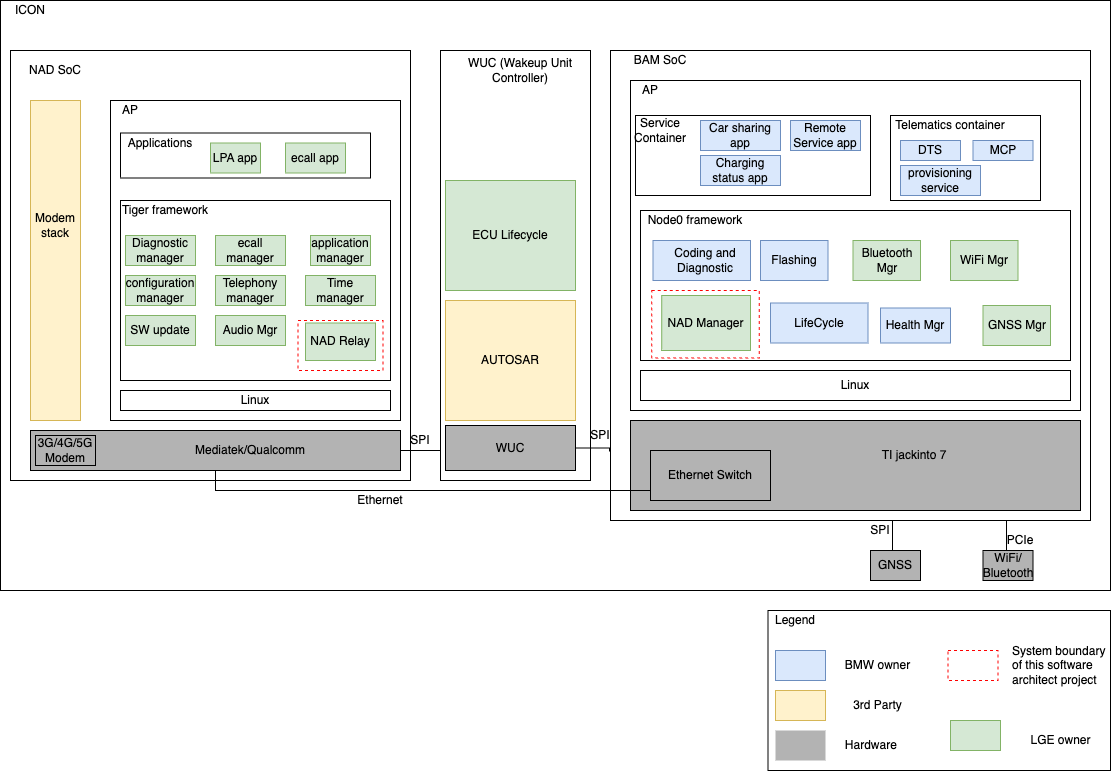 ICON
NAD SoC
Modem
stack
AP
Applications
LPA app
ecall app
Tiger framework
Diagnostic
manager
ecall
manager
application
manager
configuration
manager
Telephony
manager
Time
manager
SW update
Audio Mgr
NAD Relay
Linux
3G/4G/5G
Modem
Mediatek/Qualcomm
SPI
Ethernet
WUC (Wakeup Unit
Controller)
ECU Lifecycle
AUTOSAR
WUC
SPI
BAM SoC
AP
Service
Container
Car sharing
app
Remote
Service app
Charging
status app
Telematics container
DTS
MCP
provisioning
service
Node0 framework
Coding and
Diagnostic
Flashing
Bluetooth
Mgr
WiFi Mgr
NAD Manager
LifeCycle
Health Mgr
GNSS Mgr
Linux
TI jackinto 7
Ethernet Switch
SPI
PCIe
GNSS
WiFi/
Bluetooth
Legend
BMW owner
System boundary
of this software
architect project
3rd Party
Hardware
LGE owner